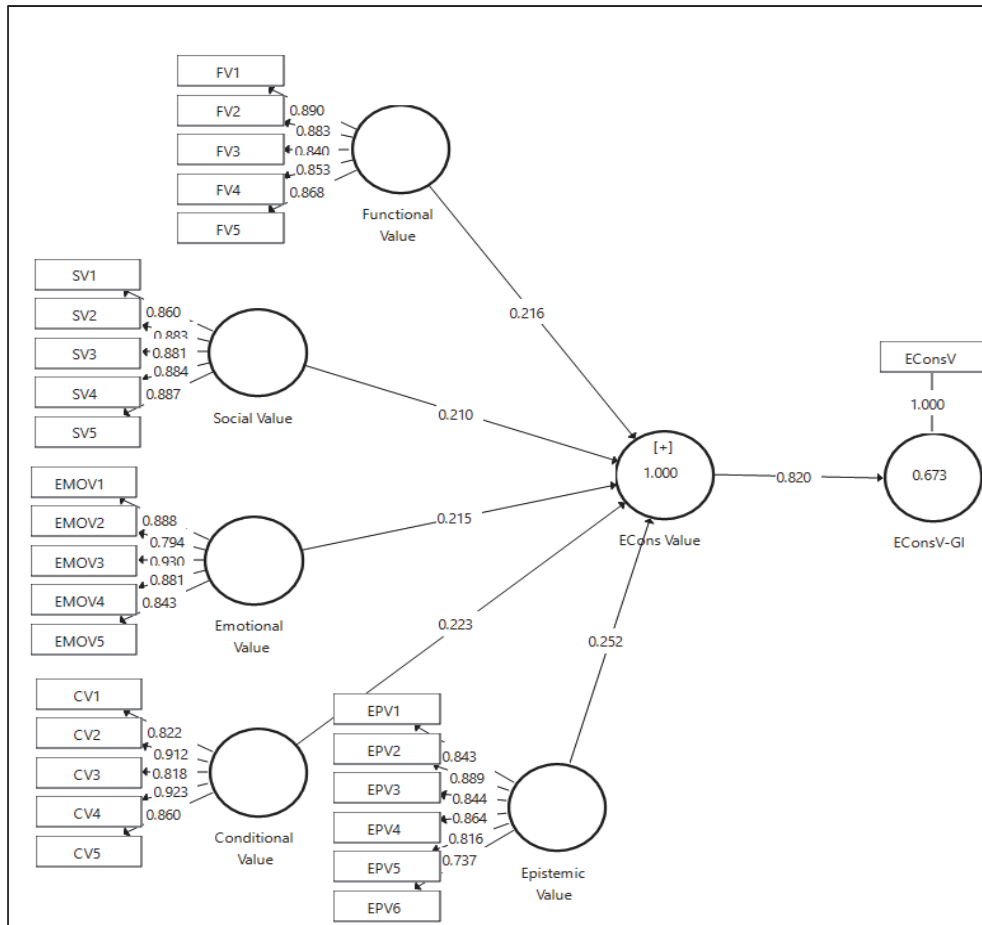 FV1
FV2
FV3
FV4
FV5
0.890
0.883
0.840
0.853
0.868
Functional
Value
SV1
SV2
SV3
SV4
SV5
0.860
0.883
0.881
0.884
0.887
Social Value
EMOV1
EMOV2
EMOV3
EMOV4
EMOV5
0.888
0.794
0.930
0.881
0.843
Emotional
Value
CV1
CV2
CV3
CV4
CV5
0.822
0.912
0.818
0.923
0.860
Conditional
Value
EPV1
EPV2
EPV3
EPV4
EPV5
EPV6
0.843
0.889
0.844
0.864
0.816
0.737
Epistemic
Value
0.216
0.210
0.215
0.223
0.252
[+]
1.000
ECons Value
0.820
EConsV
1.000
0.673
EConsV-GI